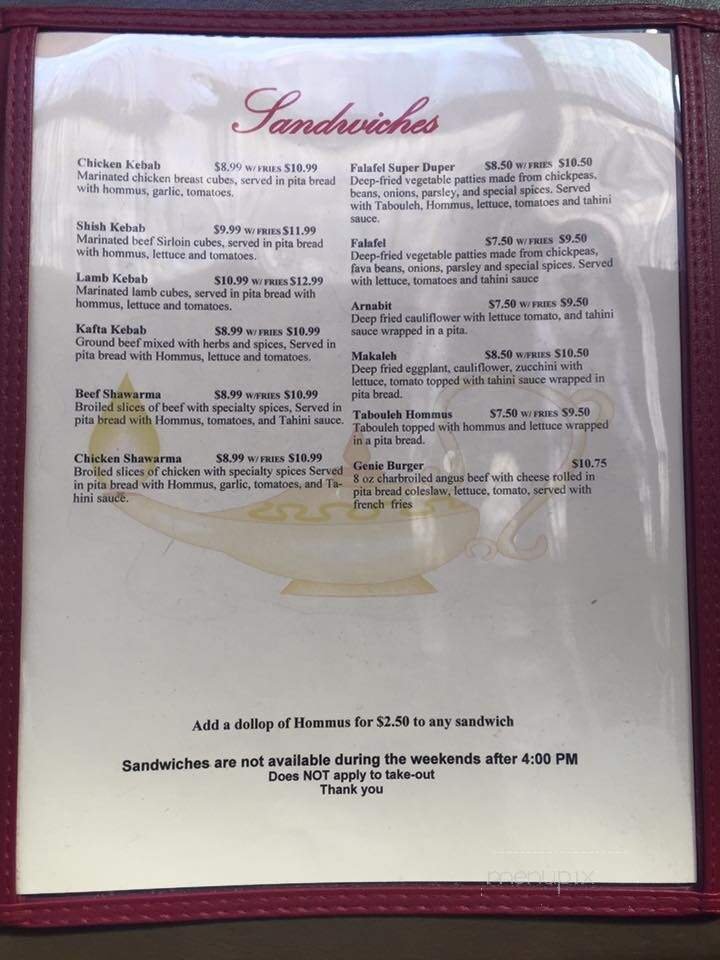 Sandwiches
Chicken Kebab $8.99 W/ FRIES $10.99
Marinated chicken breast cubes, served in pita bread
with hommus, garlic, tomatoes.
Shish Kebab $9.99 W/ FRIES $11.99
Marinated beef Sirloin cubes, served in pita bread
with hommus, lettuce and tomatoes.
Lamb Kebab $10.99 W/ FRIES $12.99
Marinated lamb cubes, served in pita bread with
hommus, lettuce and tomatoes.
Kafta Kebab $8.99 W/ FRIES $10.99
Ground beef mixed with herbs and spices, Served in
pita bread with Hommus, lettuce and tomatoes.
Beef Shawarma $8.99 W/FRIES $10.99
Broiled slices of beef with specialty spices, Served in
pita bread with Hommus, tomatoes, and Tahini sauce.
Chicken Shawarma $8.99 W/ FRIES $10.99
Broiled slices of chicken with specialty spices Served
in pita bread with Hommus, garlic, tomatoes, and Ta-
hini sauce.
Falafel Super Duper $8.50 W/ FRIES $10.50
Deep-fried vegetable patties made from chickpeas,
beans, onions, parsley, and special spices. Served
with Tabouleh, Hommus, lettuce, tomatoes and tahini
sauce.
Falafel $7.50 W/ FRIES $9.50
Deep-fried vegetable patties made from chickpeas,
fava beans, onions, parsley and special spices. Served
with lettuce, tomatoes and tahini sauce
Arnabit $7.50 W/ FRIES $9.50
Deep fried cauliflower with lettuce tomato, and tahini
sauce wrapped in a pita.
Makaleh $8.50 W/FRIES $10.50
Deep fried eggplant, cauliflower, zucchini with
lettuce, tomato topped with tahini sauce wrapped in
pita bread.
Tabouleh Hommus $7.50 W/ FRIES $9.50
Tabouleh topped with hommus and lettuce wrapped
in a pita bread.
Genie Burger $10.75
8 oz charbroiled angus beef with cheese rolled in
pita bread coleslaw, lettuce, tomato, served with
french fries
Add a dollop of Hommus for $2.50 to any sandwich
Sandwiches are not available during the weekends after 4:00 PM
Does NOT apply to take-out
Thank you
menupix